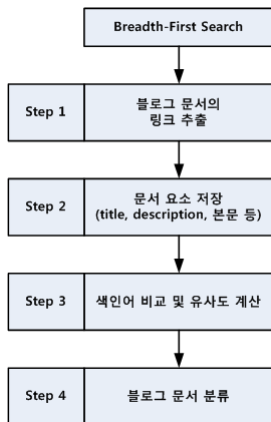 Breadth-First Search
Step 1
블로그 문서의
링크 추출
Step 2
문서 요소 저장
(title, description, 본문 등)
Step 3
색인어 비교 및 유사도 계산
Step 4
블로그 문서 분류